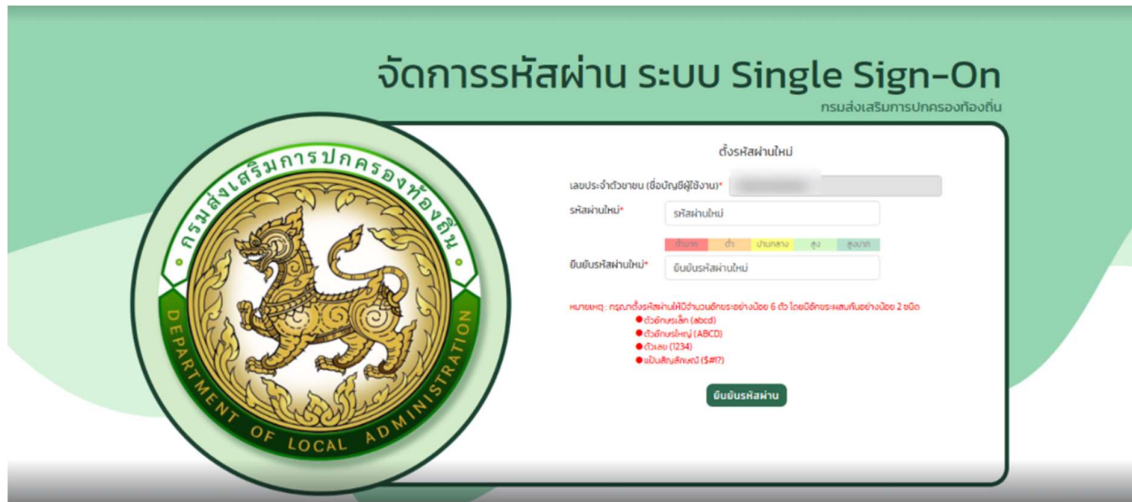 จัดการรหัสผ่าน ระบบ Single Sign-On
กรมส่งเสริมการปกครองท้องถิ่น
กรมส่งเสริมการปกครองท้องถิ่น
DEPARTMENT OF LOCAL ADMINISTRATION
ตั้งรหัสผ่านใหม่
เลขประจำตัวประชาชน (ชื่อบัญชีผู้ใช้งาน)*
รหัสผ่านใหม่* รหัสผ่านใหม่
ต่ำมาก ต่ำ ปานกลาง สูง สูงมาก
ยืนยันรหัสผ่านใหม่* ยืนยันรหัสผ่านใหม่
หมายเหตุ : กรุณาตั้งรหัสผ่านให้มีจำนวนอักขระอย่างน้อย 6 ตัว โดยมีอักขระผสมกันอย่างน้อย 2 ชนิด
● ตัวอักษรเล็ก (abcd)
● ตัวอักษรใหญ่ (ABCD)
● ตัวเลข (1234)
● แป้นสัญลักษณ์ ($#!?)
ยืนยันรหัสผ่าน